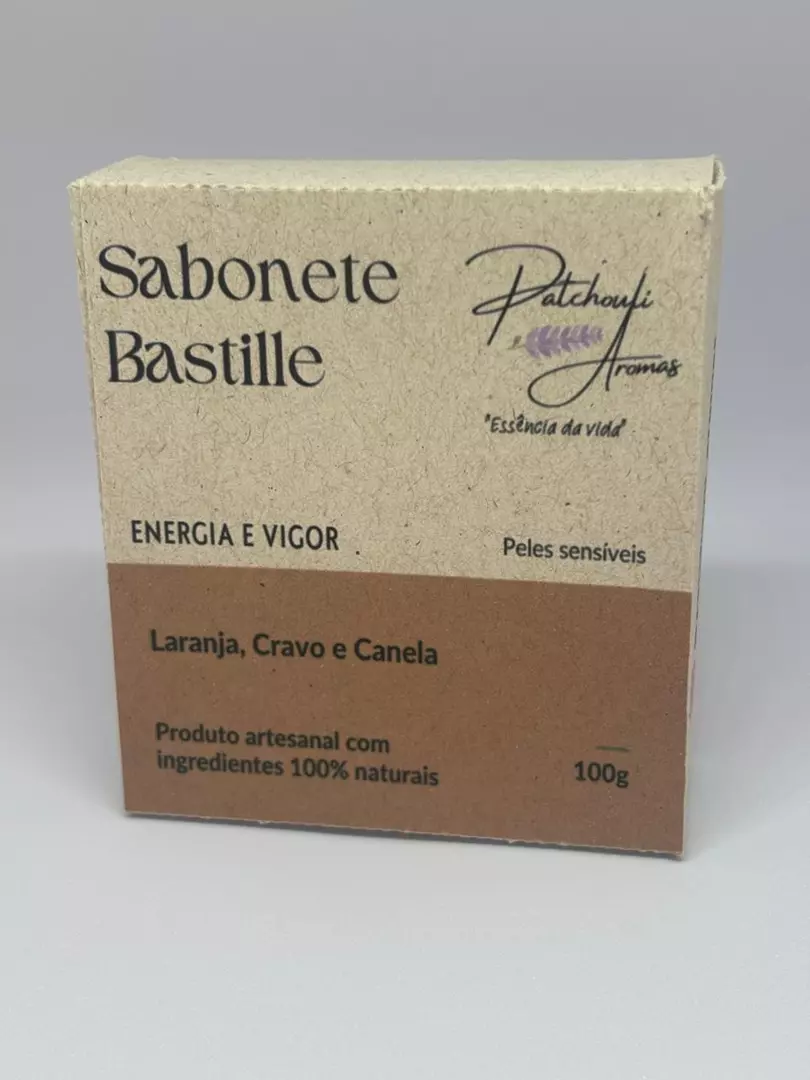 Sabonete
Bastille
Patchouli
Aromas
"Essência da vida"
ENERGIA E VIGOR
Peles sensíveis
Laranja, Cravo e Canela
Produto artesanal com
ingredientes 100% naturais
100g